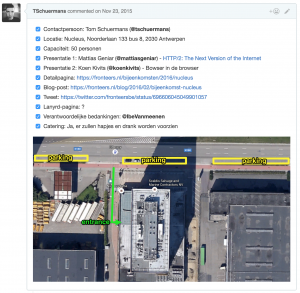 TSchuermans commented on Nov 23, 2015
Contactpersoon: Tom Schuermans (@tschuermans)
Locatie: Nucleus, Noorderlaan 133 bus 8, 2030 Antwerpen
Capaciteit: 50 personen
Presentatie 1: Mattias Geniar (@mattiasgeniar) - HTTP/2: The Next Version of the Internet
Presentatie 2: Koen Kivits (@koenkivits) - Bowser in de browser
Detailpagina: https://fronteers.nl/bijeenkomsten/2016/nucleus
Blog-post: https://fronteers.nl/blog/2016/02/bijeenkomst-nucleus
Tweet: https://twitter.com/fronteersbe/status/696606045049901057
Lanyrd-pagina: ?
Verantwoordelijke bedankingen: @IbeVanmeenen
Catering: Ja, er zullen hapjes en drank worden voorzien
parking
parking
parking
entrance